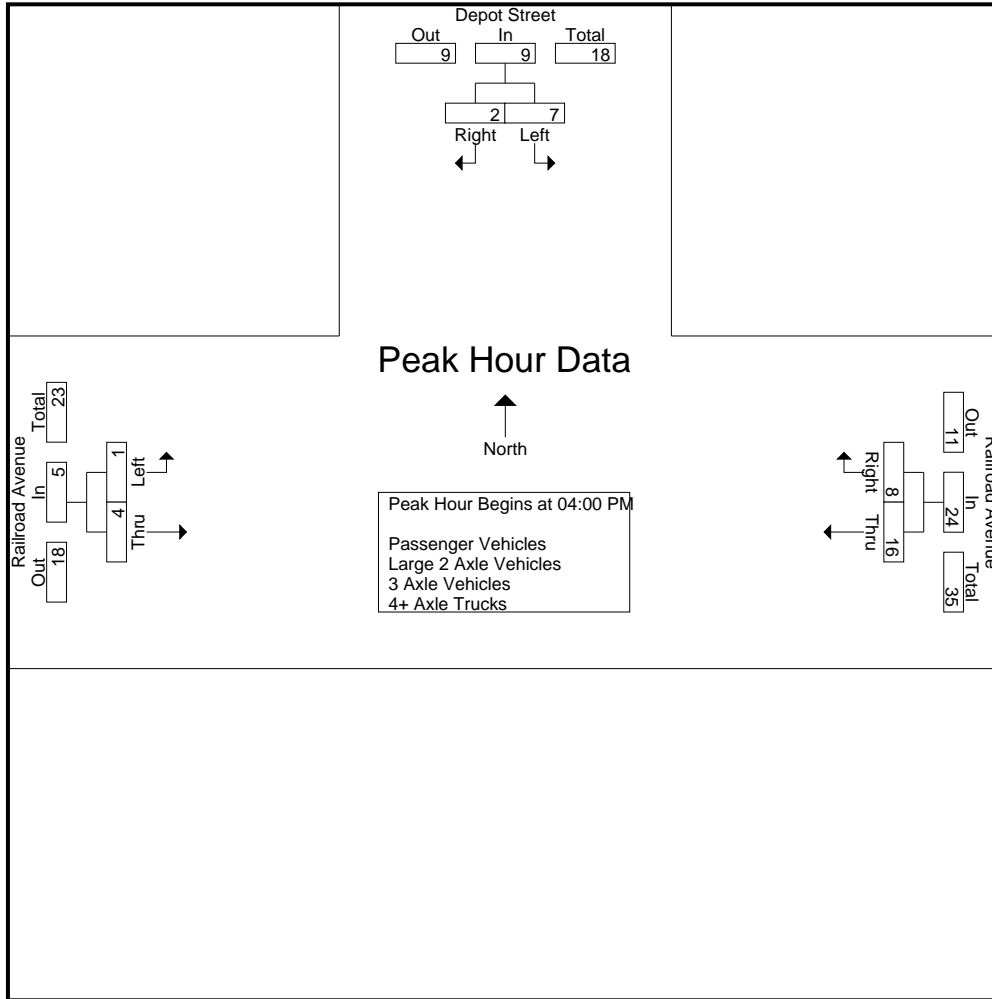 Depot Street
Out In Total
9 9 18
2 7
Right Left
Peak Hour Data
North
Peak Hour Begins at 04:00 PM
Passenger Vehicles
Large 2 Axle Vehicles
3 Axle Vehicles
4+ Axle Trucks
Railroad Avenue
Out In Total
18 5 23
Left Thru
1 4
Railroad Avenue
Out In Total
11 24 35
Right Thru
8 16